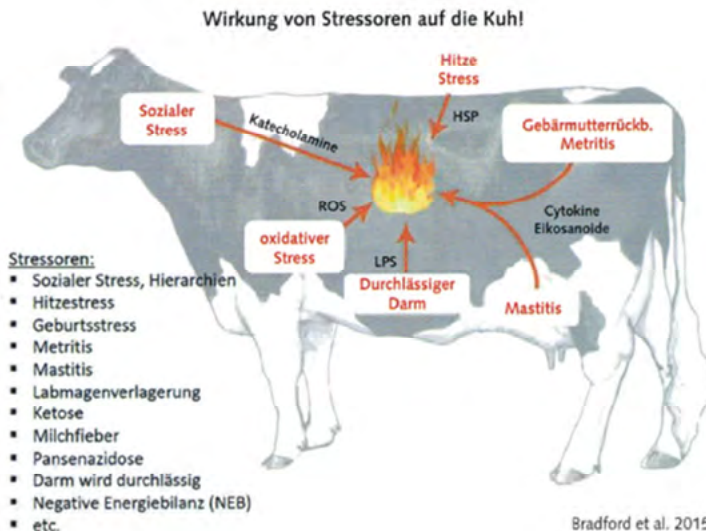 Wirkung von Stressoren auf die Kuh!
Hitze
Stress
HSP
Sozialer
Stress
Katecholamine
Gebärmutterrückb.
Metritis
ROS
oxidativer
Stress
LPS
Durchlässiger
Darm
Cytokine
Eikosanoide
Mastitis
Stressoren:
▪ Sozialer Stress, Hierarchien
▪ Hitzestress
▪ Geburtsstress
▪ Metritis
▪ Mastitis
▪ Labmagenverlagerung
▪ Ketose
▪ Milchfieber
▪ Pansenazidose
▪ Darm wird durchlässig
▪ Negative Energiebilanz (NEB)
▪ etc.
Bradford et al. 2015